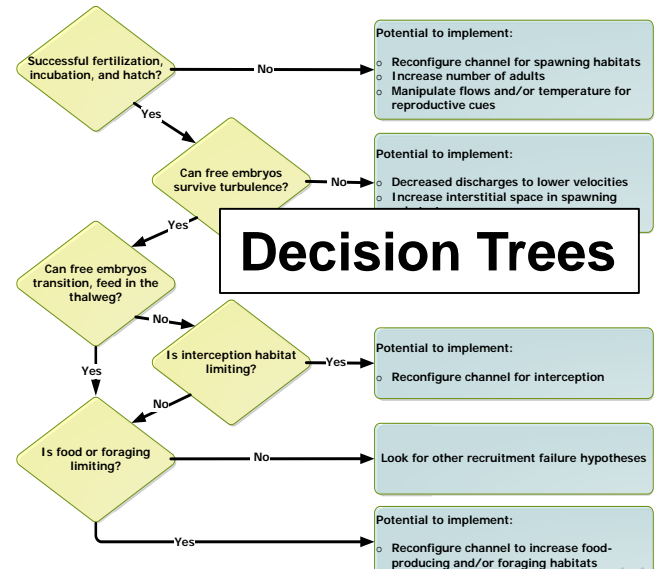 Successful fertilization,
incubation, and hatch?
No
Potential to implement:
Reconfigure channel for spawning habitats
Increase number of adults
Manipulate flows and/or temperature for
reproductive cues
Yes
Can free embryos
survive turbulence?
No
Potential to implement:
Decreased discharges to lower velocities
Increase interstitial space in spawning
Yes
Decision Trees
Can free embryos
transition, feed in the
thalweg?
No
Is interception habitat
limiting?
Yes
Potential to implement:
Reconfigure channel for interception
Yes
No
Is food or foraging
limiting?
No
Look for other recruitment failure hypotheses
Yes
Potential to implement:
Reconfigure channel to increase food-
producing and/or foraging habitats